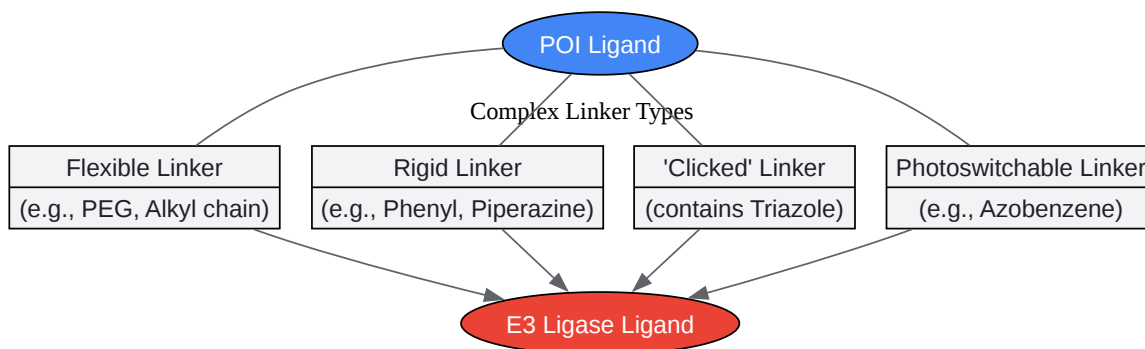 POI Ligand
Complex Linker Types
Flexible Linker
(e.g., PEG, Alkyl chain)
Rigid Linker
(e.g., Phenyl, Piperazine)
'Clicked' Linker
(contains Triazole)
Photoswitchable Linker
(e.g., Azobenzene)
E3 Ligase Ligand